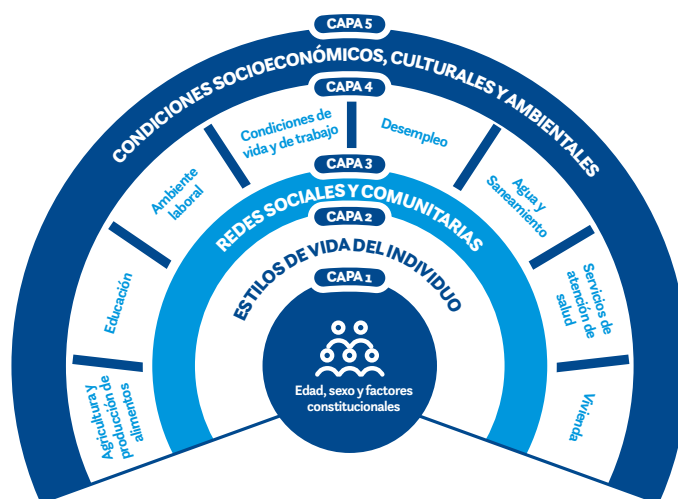 CAPA 5
CONDICIONES SOCIOECONÓMICOS, CULTURALES Y AMBIENTALES
CAPA 4
Agricultura y
producción de
alimentos
Educación
Ambiente
laboral
Condiciones de
vida y de trabajo
Desempleo
Agua y
Saneamiento
Servicios de
atención de
salud
Vivienda
CAPA 3
REDES SOCIALES Y COMUNITARIAS
CAPA 2
ESTILOS DE VIDA DEL INDIVIDUO
CAPA 1
Edad, sexo y factores
constitucionales